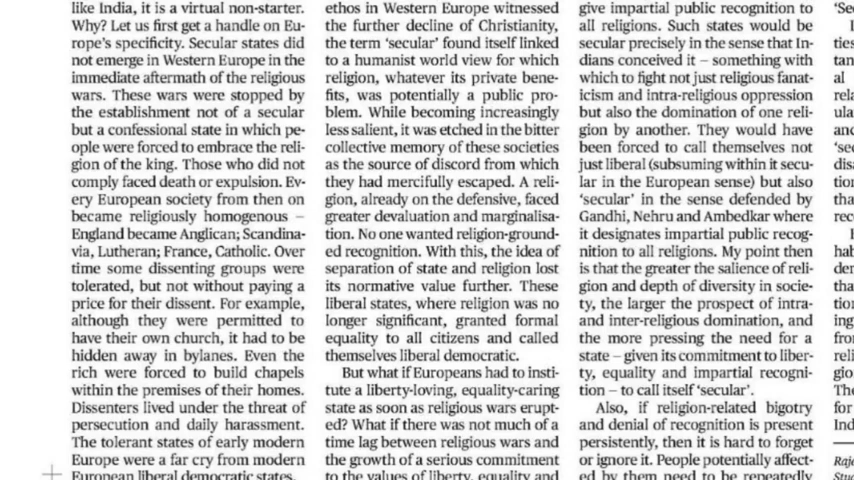 like India, it is a virtual non-starter.
Why? Let us first get a handle on Eu-
rope's specificity. Secular states did
not emerge in Western Europe in the
immediate aftermath of the religious
wars. These wars were stopped by
the establishment not of a secular
but a confessional state in which pe-
ople were forced to embrace the reli-
gion of the king. Those who did not
comply faced death or expulsion. Ev-
ery European society from then on
became religiously homogenous –
England became Anglican; Scandina-
via, Lutheran; France, Catholic. Over
time some dissenting groups were
tolerated, but not without paying a
price for their dissent. For example,
although they were permitted to
have their own church, it had to be
hidden away in bylanes. Even the
rich were forced to build chapels
within the premises of their homes.
Dissenters lived under the threat of
persecution and daily harassment.
The tolerant states of early modern
Europe were a far cry from modern
European liberal democratic states.
ethos in Western Europe witnessed
the further decline of Christianity,
the term 'secular' found itself linked
to a humanist world view for which
religion, whatever its private bene-
fits, was potentially a public pro-
blem. While becoming increasingly
less salient, it was etched in the bitter
collective memory of these societies
as the source of discord from which
they had mercifully escaped. A reli-
gion, already on the defensive, faced
greater devaluation and marginalisa-
tion. No one wanted religion-ground-
ed recognition. With this, the idea of
separation of state and religion lost
its normative value further. These
liberal states, where religion was no
longer significant, granted formal
equality to all citizens and called
themselves liberal democratic.
But what if Europeans had to insti-
tute a liberty-loving, equality-caring
state as soon as religious wars erupt-
ed? What if there was not much of a
time lag between religious wars and
the growth of a serious commitment
to the values of liberty, equality and
give impartial public recognition to
all religions. Such states would be
secular precisely in the sense that In-
dians conceived it – something with
which to fight not just religious fanat-
icism and intra-religious oppression
but also the domination of one reli-
gion by another. They would have
been forced to call themselves not
just liberal (subsuming within it secu-
lar in the European sense) but also
'secular' in the sense defended by
Gandhi, Nehru and Ambedkar where
it designates impartial public recog-
nition to all religions. My point then
is that the greater the salience of reli-
gion and depth of diversity in socie-
ty, the larger the prospect of intra-
and inter-religious domination, and
the more pressing the need for a
state – given its commitment to liber-
ty, equality and impartial recogni-
tion – to call itself 'secular'.
Also, if religion-related bigotry
and denial of recognition is present
persistently, then it is hard to forget
or ignore it. People potentially affect-
ed by them need to be repeatedly